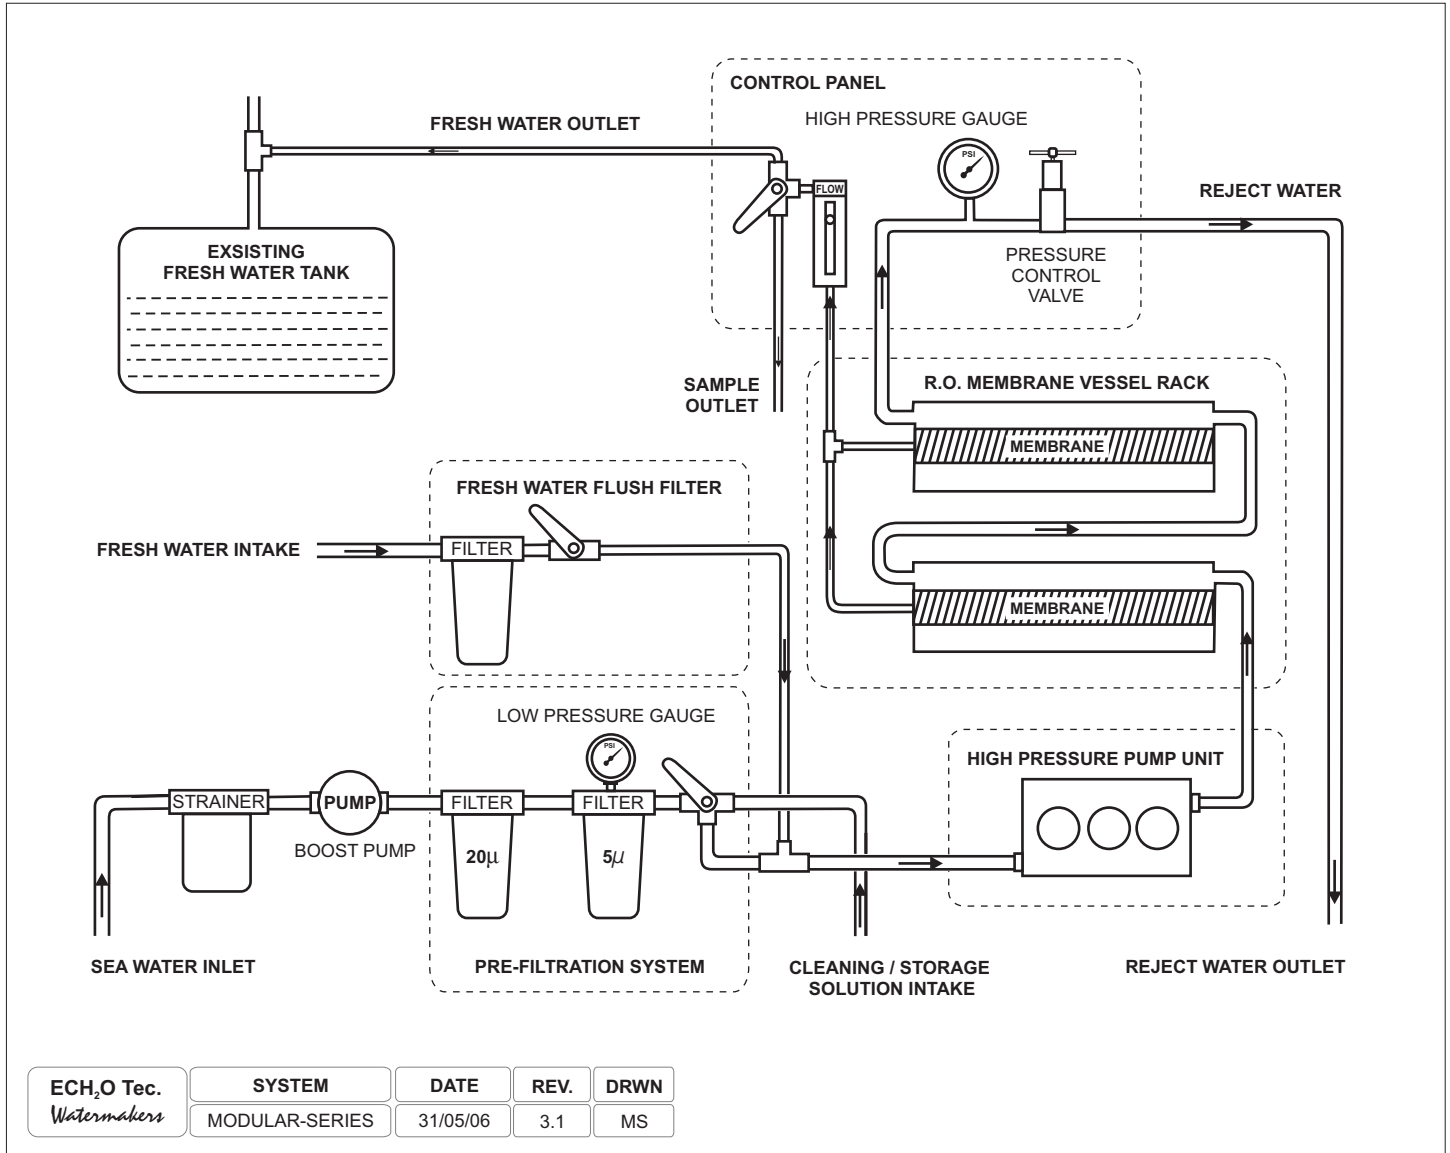 CONTROL PANEL
HIGH PRESSURE GAUGE
FRESH WATER OUTLET
PSI
FLOW
REJECT WATER
EXSISTING
FRESH WATER TANK
PRESSURE
CONTROL
VALVE
SAMPLE
OUTLET
R.O. MEMBRANE VESSEL RACK
MEMBRANE
FRESH WATER FLUSH FILTER
FRESH WATER INTAKE
FILTER
MEMBRANE
LOW PRESSURE GAUGE
PSI
HIGH PRESSURE PUMP UNIT
STRAINER
PUMP
FILTER
FILTER
BOOST PUMP
20μ
5μ
SEA WATER INLET
PRE-FILTRATION SYSTEM
CLEANING / STORAGE
SOLUTION INTAKE
REJECT WATER OUTLET
ECH₂O Tec.
Watermakers
SYSTEM DATE REV. DRWN
MODULAR-SERIES 31/05/06 3.1 MS